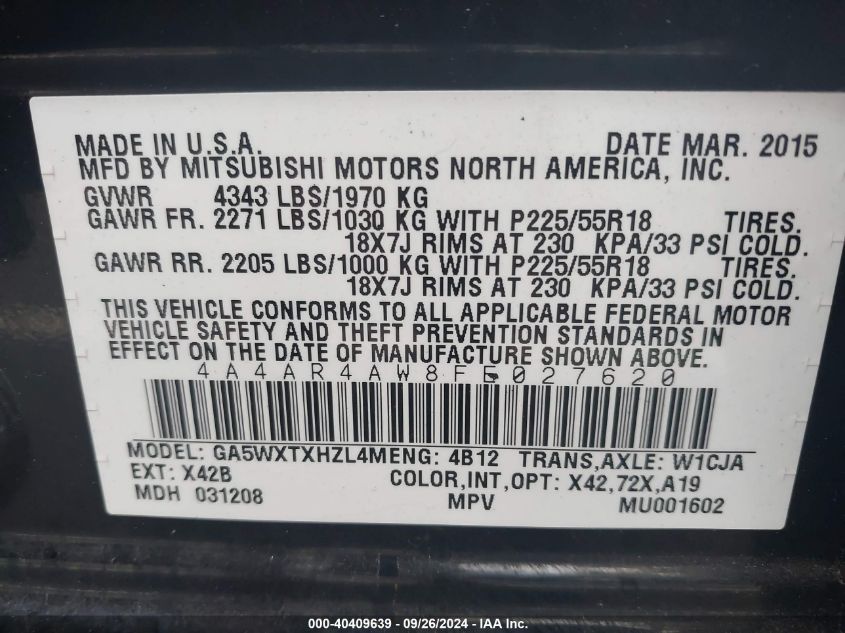 MADE IN U.S.A. DATE MAR. 2015
MFD BY MITSUBISHI MOTORS NORTH AMERICA, INC.
GVWR 4343 LBS/1970 KG
GAWR FR. 2271 LBS/1030 KG WITH P225/55R18 TIRES.
18X7J RIMS AT 230 KPA/33 PSI COLD.
GAWR RR. 2205 LBS/1000 KG WITH P225/55R18 TIRES.
18X7J RIMS AT 230 KPA/33 PSI COLD.
THIS VEHICLE CONFORMS TO ALL APPLICABLE FEDERAL MOTOR
VEHICLE SAFETY AND THEFT PREVENTION STANDARDS IN
EFFECT ON THE DATE OF MANUFACTURE SHOWN ABOVE.
4A4AR4AW8FE027620
MODEL: GA5WXTXHZL4MENG: 4B12 TRANS,AXLE: W1CJA
EXT: X42B COLOR,INT,OPT: X42,72X,A19
MDH 031208 MPV MU001602
000-40409639 / 09/26/2024 - IAA Inc.